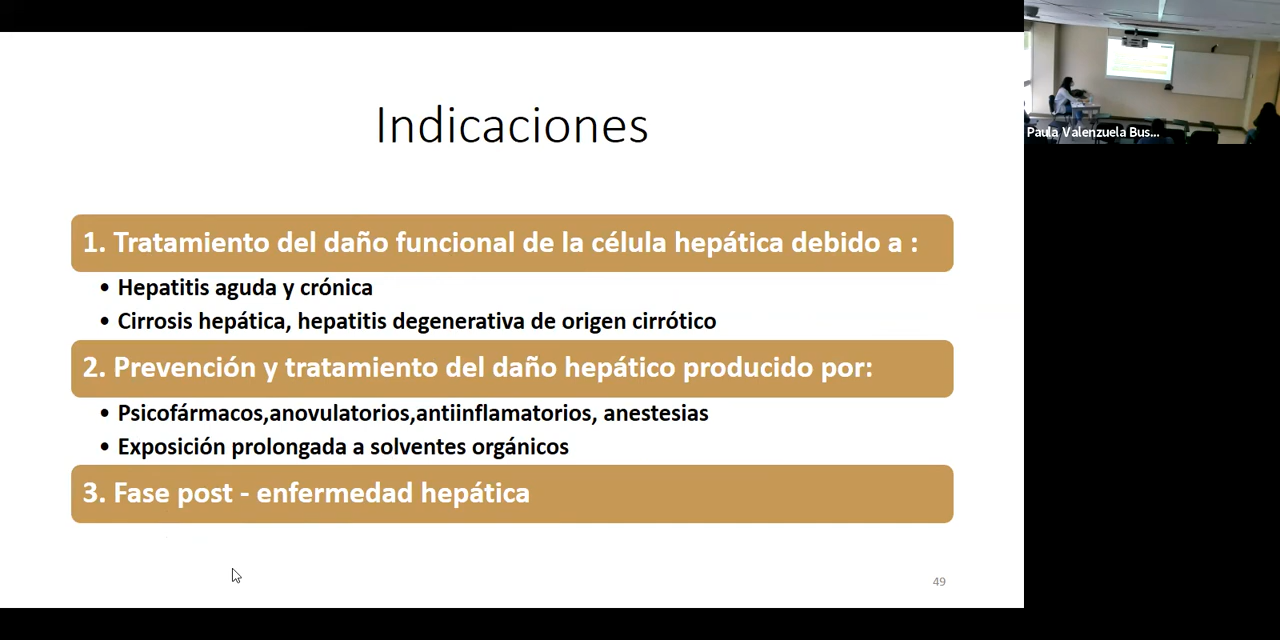 Indicaciones
1. Tratamiento del daño funcional de la célula hepática debido a :
• Hepatitis aguda y crónica
• Cirrosis hepática, hepatitis degenerativa de origen cirrótico
2. Prevención y tratamiento del daño hepático producido por:
• Psicofármacos,anovulatorios,antiinflamatorios, anestesias
• Exposición prolongada a solventes orgánicos
3. Fase post - enfermedad hepática
49
Paula Valenzuela Bus...